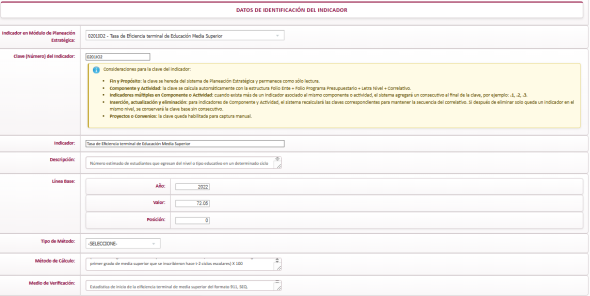 DATOS DE IDENTIFICACIÓN DEL INDICADOR
Indicador en Módulo de Planeación Estratégica:
0201I02 - Tasa de Eficiencia terminal de Educación Media Superior
Clave (Número) del Indicador:
0201I02
Consideraciones para la clave del indicador:
• Fin y Propósito: la clave se hereda del sistema de Planeación Estratégica y permanece como sólo lectura.
• Componente y Actividad: la clave se calcula automáticamente con la estructura Folio Ente + Folio Programa Presupuestario + Letra Nivel + Correlativo.
• Indicadores múltiples en Componente o Actividad: cuando exista más de un indicador asociado al mismo componente o actividad, el sistema agregará un consecutivo al final de la clave, por ejemplo: .1, .2, .3.
• Inserción, actualización y eliminación: para indicadores de Componente y Actividad, el sistema recalculará las claves correspondientes para mantener la secuencia del correlativo. Si después de eliminar solo queda un indicador en el mismo nivel, se conservará la clave base sin consecutivo.
• Proyectos o Convenios: la clave queda habilitada para captura manual.
Indicador:
Tasa de Eficiencia terminal de Educación Media Superior
Descripción:
Número estimado de estudiantes que egresan del nivel o tipo educativo en un determinado ciclo
Línea Base:
Año:
2022
Valor:
72.08
Posición:
0
Tipo de Método:
-SELECCIONE-
Método de Cálculo:
primer grado de media superior que se inscribieron hace n-3 ciclos escolares) X 100
Medio de Verificación:
Estadística de inicio de la eficiencia terminal de media superior del formato 911,